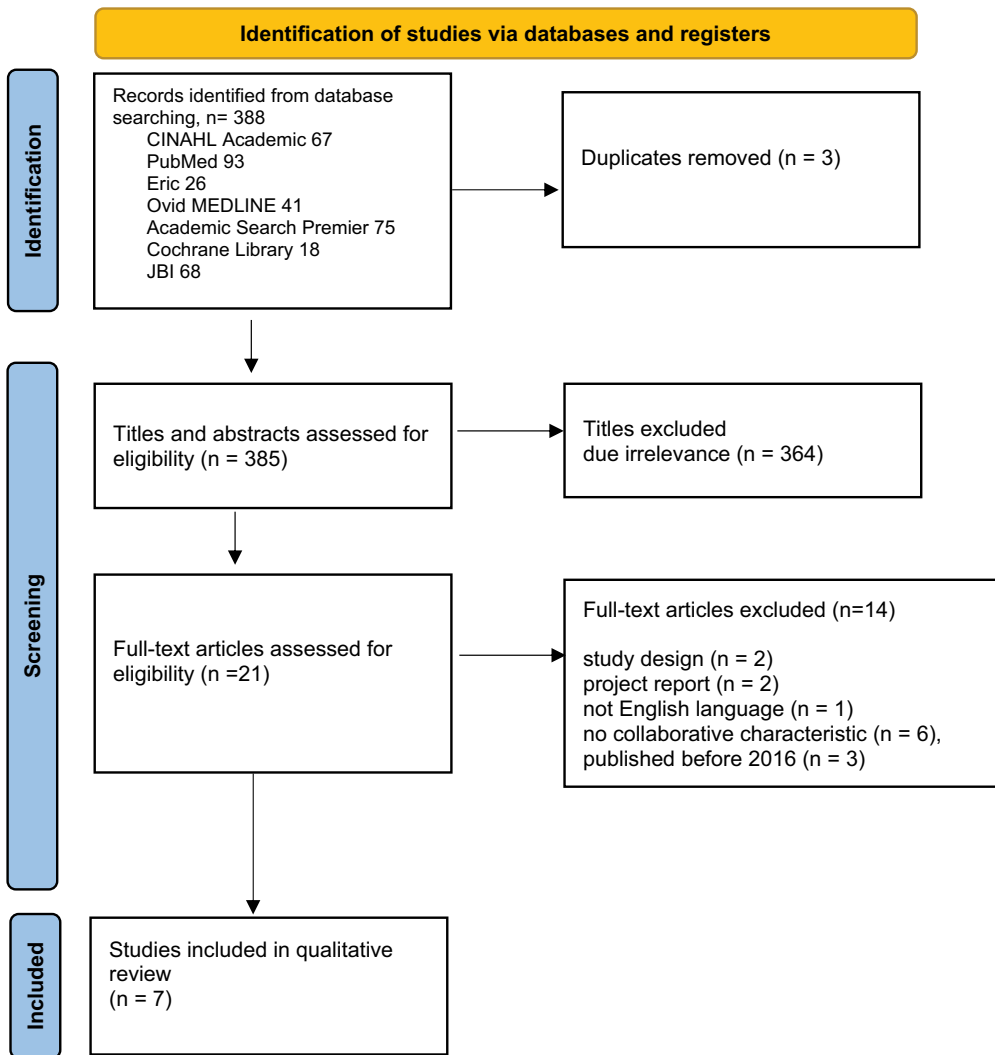 Identification of studies via databases and registers
Identification
Records identified from database
searching, n= 388
CINAHL Academic 67
PubMed 93
Eric 26
Ovid MEDLINE 41
Academic Search Premier 75
Cochrane Library 18
JBI 68
Duplicates removed (n = 3)
Screening
Titles and abstracts assessed for
eligibility (n = 385)
Titles excluded
due irrelevance (n = 364)
Full-text articles assessed for
eligibility (n =21)
Full-text articles excluded (n=14)
study design (n = 2)
project report (n = 2)
not English language (n = 1)
no collaborative characteristic (n = 6),
published before 2016 (n = 3)
Included
Studies included in qualitative
review
(n = 7)